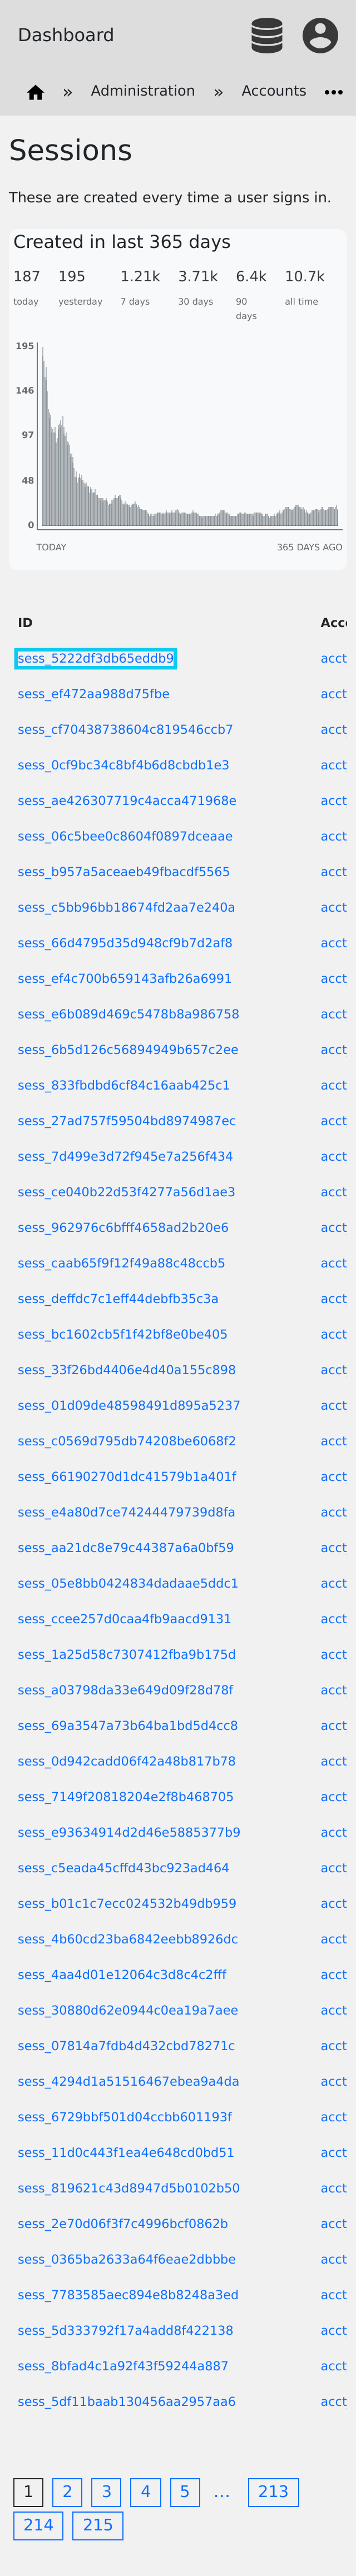 Dashboard
» Administration » Accounts •••
Sessions
These are created every time a user signs in.
Created in last 365 days
187 195 1.21k 3.71k 6.4k 10.7k
today yesterday 7 days 30 days 90 days all time
195
146
97
48
0
TODAY 365 DAYS AGO
ID Acc
sess_5222df3db65eddb9 acct
sess_ef472aa988d75fbe acct
sess_cf70438738604c819546ccb7 acct
sess_0cf9bc34c8bf4b6d8cbdb1e3 acct
sess_ae426307719c4acca471968e acct
sess_06c5bee0c8604f0897dceaae acct
sess_b957a5aceaeb49fbacdf5565 acct
sess_c5bb96bb18674fd2aa7e240a acct
sess_66d4795d35d948cf9b7d2af8 acct
sess_ef4c700b659143afb26a6991 acct
sess_e6b089d469c5478b8a986758 acct
sess_6b5d126c56894949b657c2ee acct
sess_833fbdbd6cf84c16aab425c1 acct
sess_27ad757f59504bd8974987ec acct
sess_7d499e3d72f945e7a256f434 acct
sess_ce040b22d53f4277a56d1ae3 acct
sess_962976c6bfff4658ad2b20e6 acct
sess_caab65f9f12f49a88c48ccb5 acct
sess_deffdc7c1eff44debfb35c3a acct
sess_bc1602cb5f1f42bf8e0be405 acct
sess_33f26bd4406e4d40a155c898 acct
sess_01d09de48598491d895a5237 acct
sess_c0569d795db74208be6068f2 acct
sess_66190270d1dc41579b1a401f acct
sess_e4a80d7ce74244479739d8fa acct
sess_aa21dc8e79c44387a6a0bf59 acct
sess_05e8bb0424834dadaae5ddc1 acct
sess_ccee257d0caa4fb9aacd9131 acct
sess_1a25d58c7307412fba9b175d acct
sess_a03798da33e649d09f28d78f acct
sess_69a3547a73b64ba1bd5d4cc8 acct
sess_0d942cadd06f42a48b817b78 acct
sess_7149f20818204e2f8b468705 acct
sess_e93634914d2d46e5885377b9 acct
sess_c5eada45cffd43bc923ad464 acct
sess_b01c1c7ecc024532b49db959 acct
sess_4b60cd23ba6842eebb8926dc acct
sess_4aa4d01e12064c3d8c4c2fff acct
sess_30880d62e0944c0ea19a7aee acct
sess_07814a7fdb4d432cbd78271c acct
sess_4294d1a51516467ebea9a4da acct
sess_6729bbf501d04ccbb601193f acct
sess_11d0c443f1ea4e648cd0bd51 acct
sess_819621c43d8947d5b0102b50 acct
sess_2e70d06f3f7c4996bcf0862b acct
sess_0365ba2633a64f6eae2dbbbe acct
sess_7783585aec894e8b8248a3ed acct
sess_5d333792f17a4add8f422138 acct
sess_8bfad4c1a92f43f59244a887 acct
sess_5df11baab130456aa2957aa6 acct
1 2 3 4 5 … 213
214 215